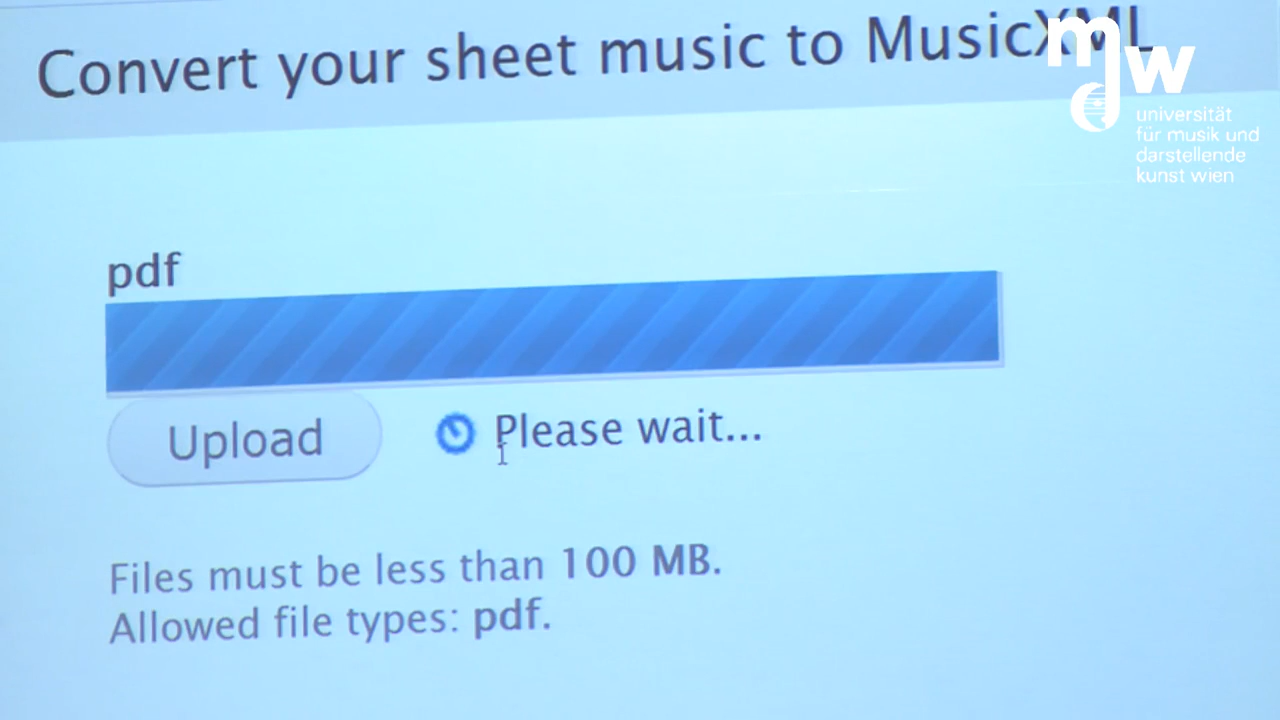 Convert your sheet music to MusicXML
mdw
universität
für musik und
darstellende
kunst wien
pdf
Upload
Please wait...
Files must be less than 100 MB.
Allowed file types: pdf.